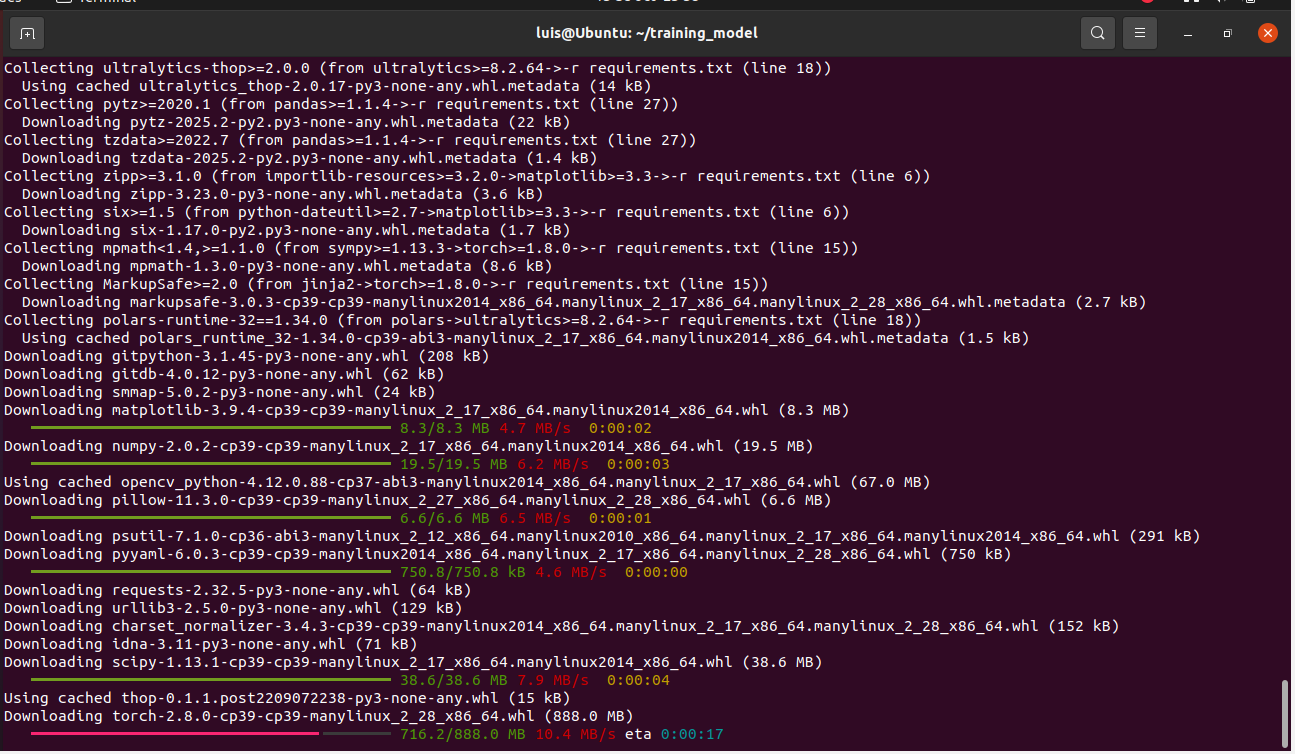 Terminal
luis@Ubuntu: ~/training_model
Collecting ultralytics-thop>=2.0.0 (from ultralytics>=8.2.64->-r requirements.txt (line 18))
  Using cached ultralytics_thop-2.0.17-py3-none-any.whl.metadata (14 kB)
Collecting pytz>=2020.1 (from pandas>=1.1.4->-r requirements.txt (line 27))
  Downloading pytz-2025.2-py2.py3-none-any.whl.metadata (22 kB)
Collecting tzdata>=2022.7 (from pandas>=1.1.4->-r requirements.txt (line 27))
  Downloading tzdata-2025.2-py2.py3-none-any.whl.metadata (1.4 kB)
Collecting zipp>=3.1.0 (from importlib-resources>=3.2.0->matplotlib>=3.3->-r requirements.txt (line 6))
  Downloading zipp-3.23.0-py3-none-any.whl.metadata (3.6 kB)
Collecting six>=1.5 (from python-dateutil>=2.7->matplotlib>=3.3->-r requirements.txt (line 6))
  Downloading six-1.17.0-py2.py3-none-any.whl.metadata (1.7 kB)
Collecting mpmath<1.4,>=1.1.0 (from sympy>=1.13.3->torch>=1.8.0->-r requirements.txt (line 15))
  Downloading mpmath-1.3.0-py3-none-any.whl.metadata (8.6 kB)
Collecting MarkupSafe>=2.0 (from jinja2->torch>=1.8.0->-r requirements.txt (line 15))
  Downloading markupsafe-3.0.3-cp39-cp39-manylinux2014_x86_64.manylinux_2_17_x86_64.manylinux_2_28_x86_64.whl.metadata (2.7 kB)
Collecting polars-runtime-32==1.34.0 (from polars->ultralytics>=8.2.64->-r requirements.txt (line 18))
  Using cached polars_runtime_32-1.34.0-cp39-abi3-manylinux_2_17_x86_64.manylinux2014_x86_64.whl.metadata (1.5 kB)
Downloading gitpython-3.1.45-py3-none-any.whl (208 kB)
Downloading gitdb-4.0.12-py3-none-any.whl (62 kB)
Downloading smmap-5.0.2-py3-none-any.whl (24 kB)
Downloading matplotlib-3.9.4-cp39-cp39-manylinux_2_17_x86_64.manylinux2014_x86_64.whl (8.3 MB)
8.3/8.3 MB 4.7 MB/s  0:00:02
Downloading numpy-2.0.2-cp39-cp39-manylinux_2_17_x86_64.manylinux2014_x86_64.whl (19.5 MB)
19.5/19.5 MB 6.2 MB/s  0:00:03
Using cached opencv_python-4.12.0.88-cp37-abi3-manylinux2014_x86_64.manylinux_2_17_x86_64.whl (67.0 MB)
Downloading pillow-11.3.0-cp39-cp39-manylinux_2_27_x86_64.manylinux_2_28_x86_64.whl (6.6 MB)
6.6/6.6 MB 6.5 MB/s  0:00:01
Downloading psutil-7.1.0-cp36-abi3-manylinux_2_12_x86_64.manylinux2010_x86_64.manylinux_2_17_x86_64.manylinux2014_x86_64.whl (291 kB)
Downloading pyyaml-6.0.3-cp39-cp39-manylinux2014_x86_64.manylinux_2_17_x86_64.manylinux_2_28_x86_64.whl (750 kB)
750.8/750.8 kB 4.6 MB/s  0:00:00
Downloading requests-2.32.5-py3-none-any.whl (64 kB)
Downloading urllib3-2.5.0-py3-none-any.whl (129 kB)
Downloading charset_normalizer-3.4.3-cp39-cp39-manylinux2014_x86_64.manylinux_2_17_x86_64.manylinux_2_28_x86_64.whl (152 kB)
Downloading idna-3.11-py3-none-any.whl (71 kB)
Downloading scipy-1.13.1-cp39-cp39-manylinux_2_17_x86_64.manylinux2014_x86_64.whl (38.6 MB)
38.6/38.6 MB 7.9 MB/s  0:00:04
Using cached thop-0.1.1.post2209072238-py3-none-any.whl (15 kB)
Downloading torch-2.8.0-cp39-cp39-manylinux_2_28_x86_64.whl (888.0 MB)
716.2/888.0 MB 10.4 MB/s eta 0:00:17